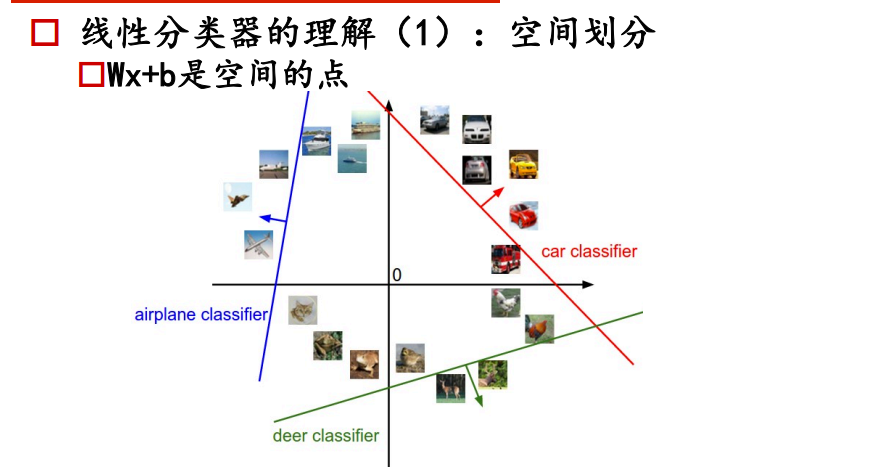 线性分类器的理解（1）：空间划分
Wx+b是空间的点
car classifier
0
airplane classifier
deer classifier